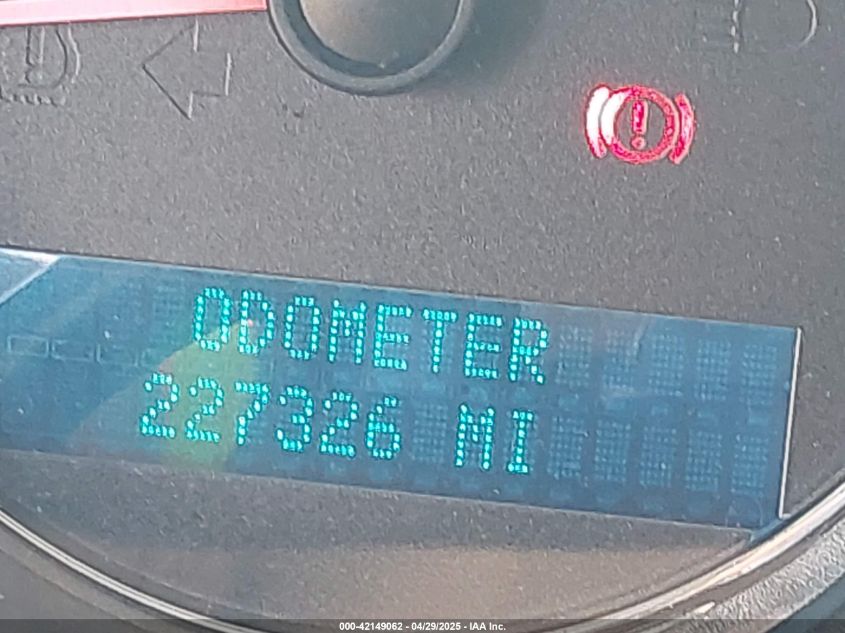 ODOMETER
227326 MI
000-42149062 - 04/29/2025 - IAA Inc.